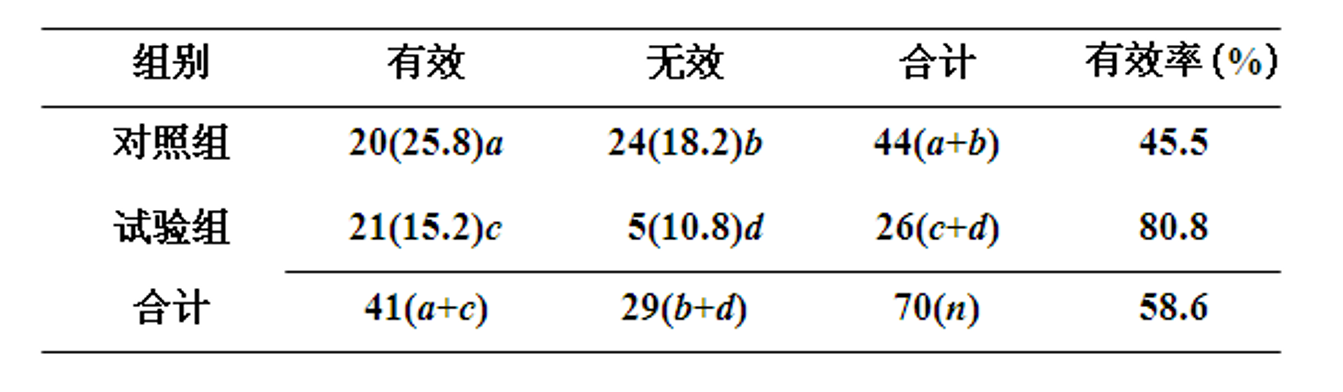 组别 有效 无效 合计 有效率(%)
对照组 20(25.8)a 24(18.2)b 44(a+b) 45.5
试验组 21(15.2)c 5(10.8)d 26(c+d) 80.8
合计 41(a+c) 29(b+d) 70(n) 58.6